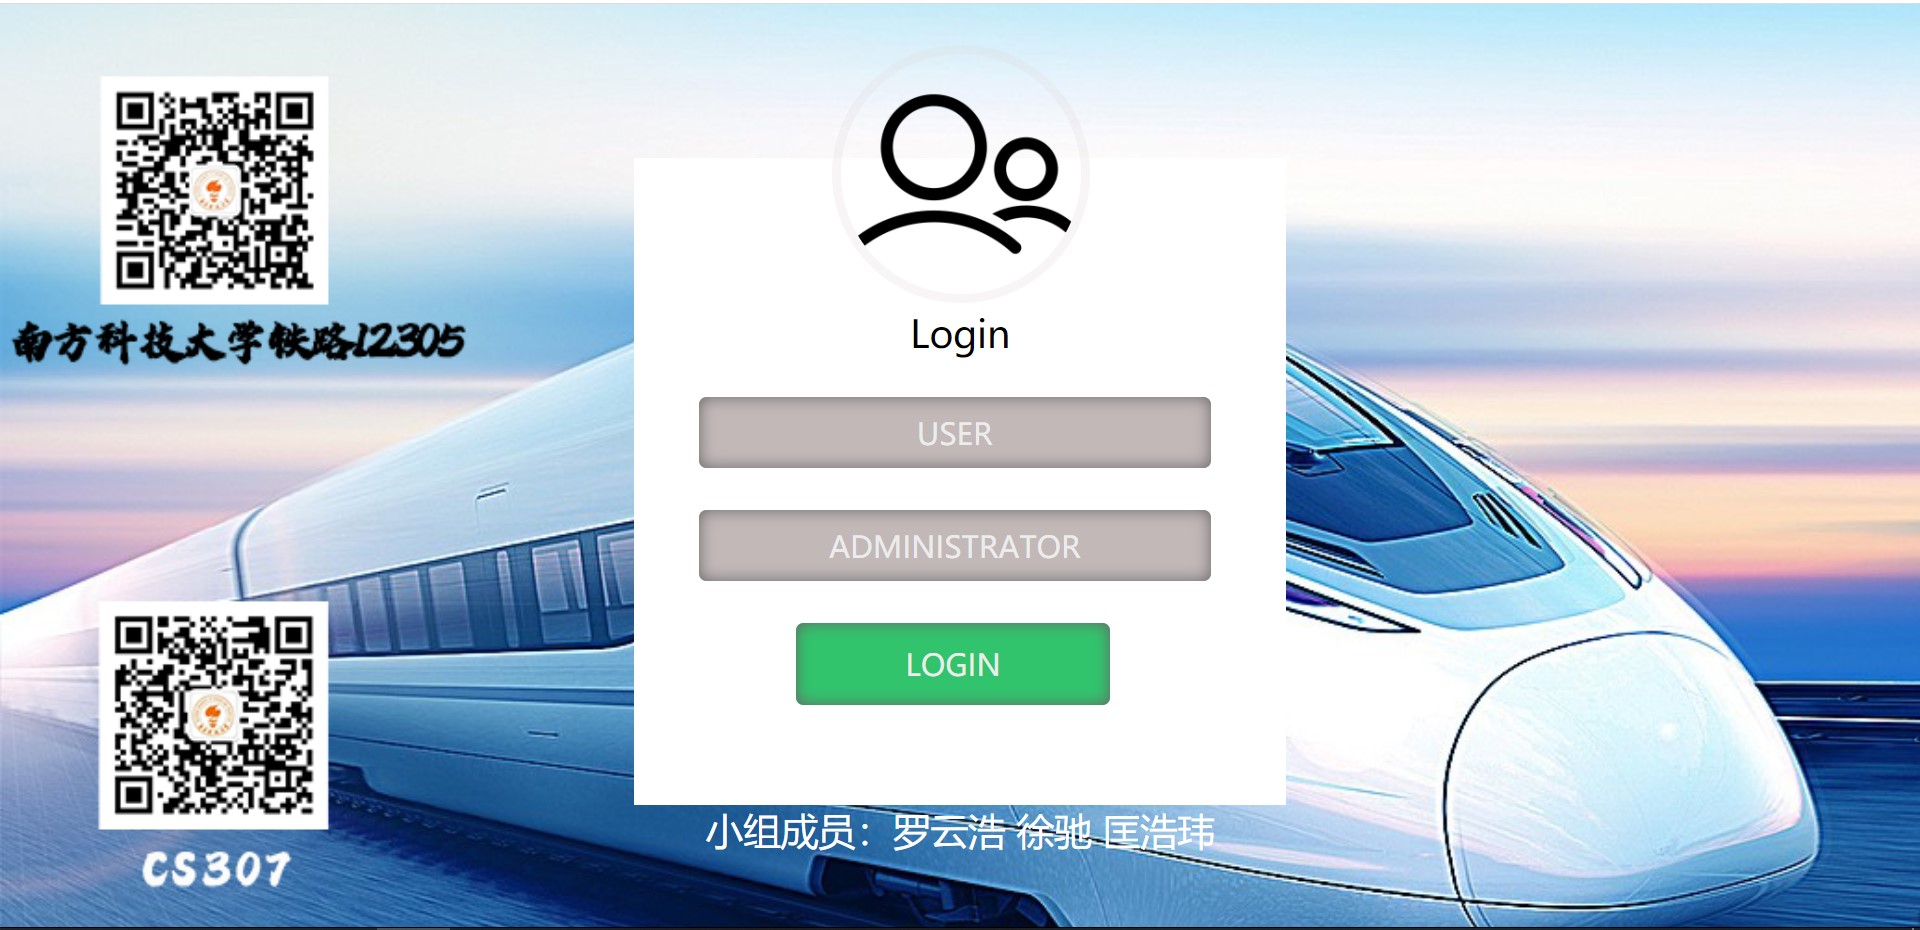 南方科技大学铁路12305
Login
USER
ADMINISTRATOR
LOGIN
小组成员：罗云浩 徐驰 匡浩玮
CS307